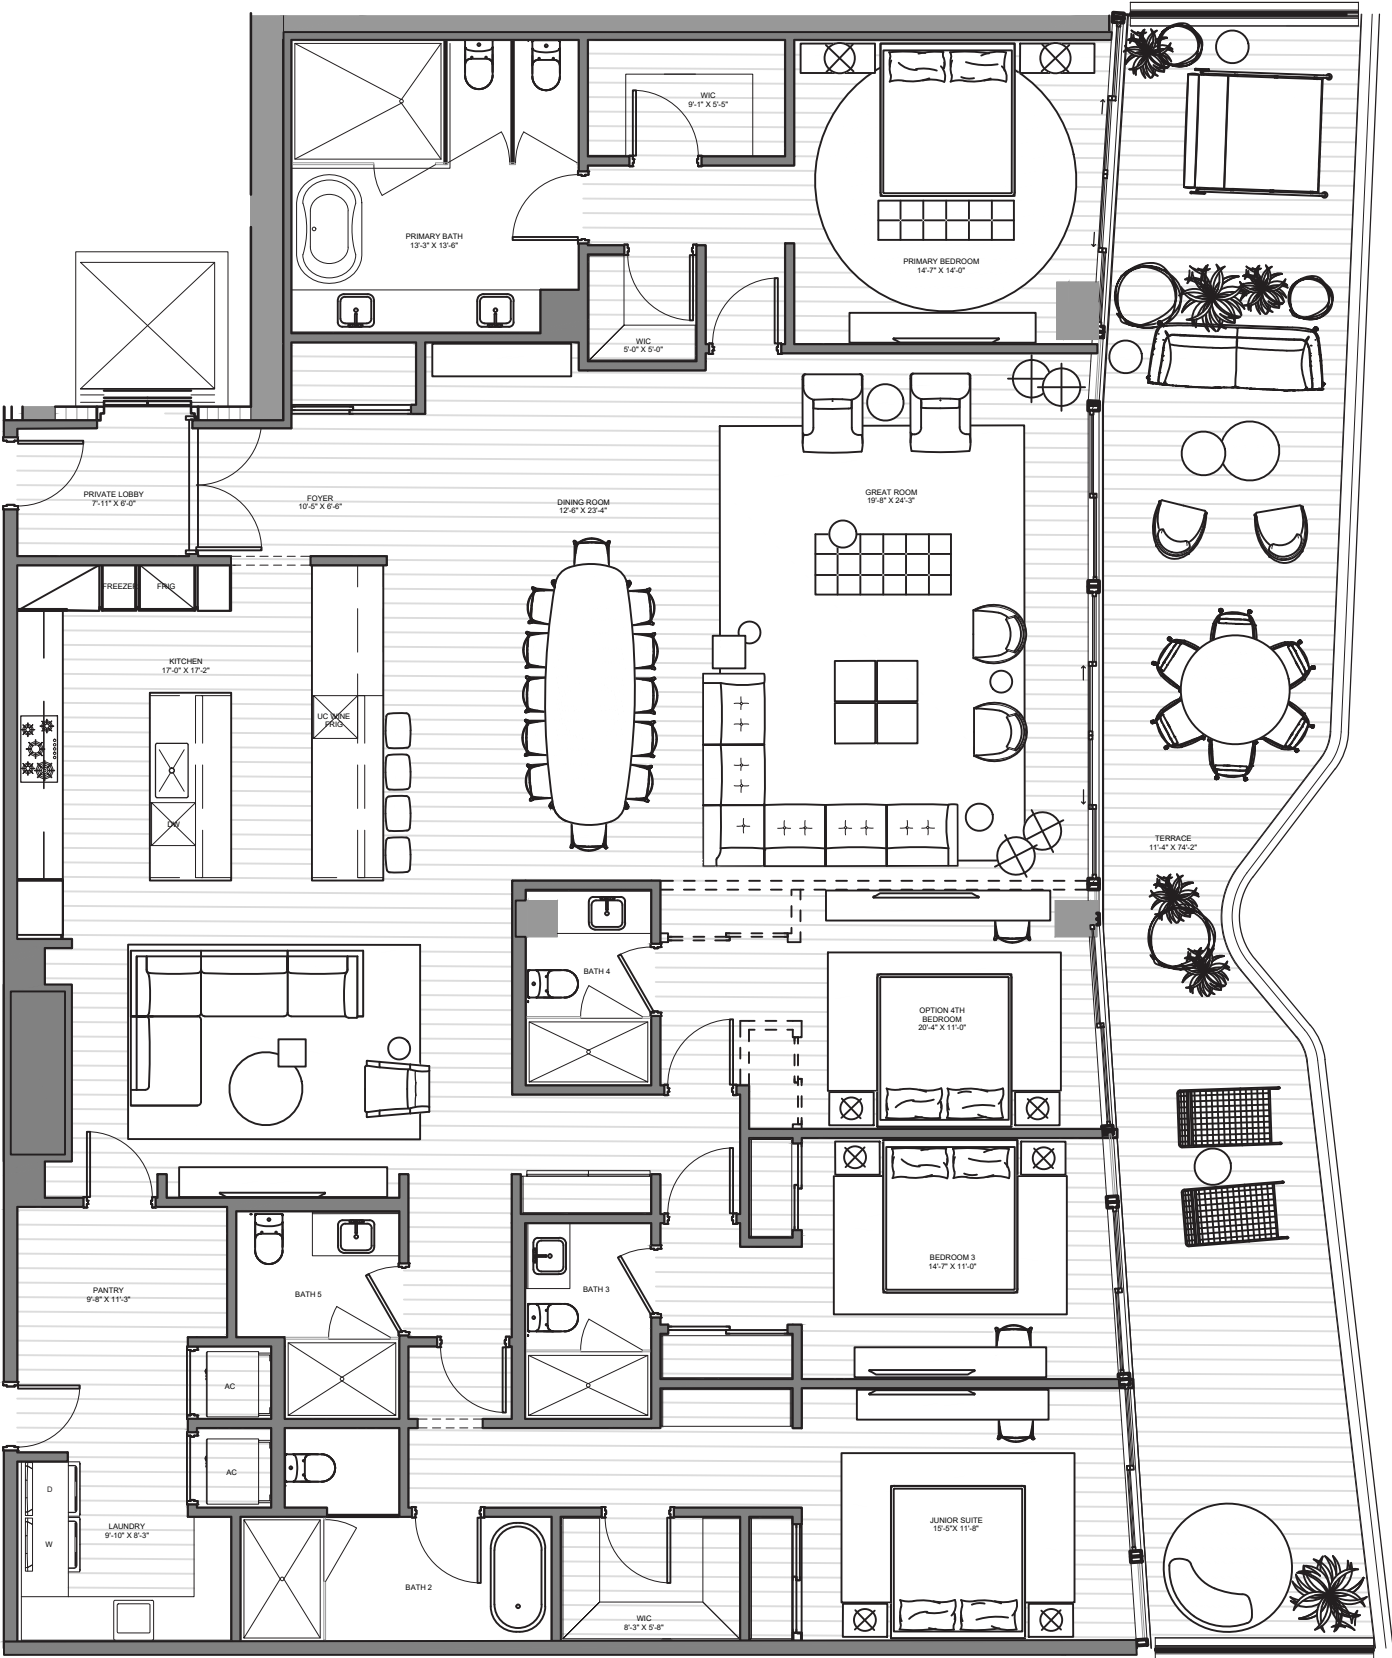 WIC
9'-1" X 5'-5"
PRIMARY BATH
13'-3" X 13'-6"
PRIMARY BEDROOM
14'-7" X 14'-0"
WIC
5'-0" X 5'-0"
PRIVATE LOBBY
7'-11" X 6'-0"
FOYER
10'-5" X 6'-6"
DINING ROOM
12'-6" X 23'-4"
GREAT ROOM
19'-8" X 24'-3"
FREEZER
FRIG
KITCHEN
17'-0" X 17'-2"
UC WINE
FRIG
DW
TERRACE
11'-4" X 74'-2"
BATH 4
OPTION 4TH
BEDROOM
20'-4" X 11'-0"
BEDROOM 3
14'-7" X 11'-0"
PANTRY
9'-8" X 11'-3"
BATH 5
BATH 3
AC
AC
D
W
LAUNDRY
9'-10" X 8'-3"
BATH 2
WIC
8'-3" X 5'-8"
JUNIOR SUITE
15'-5"X 11'-8"